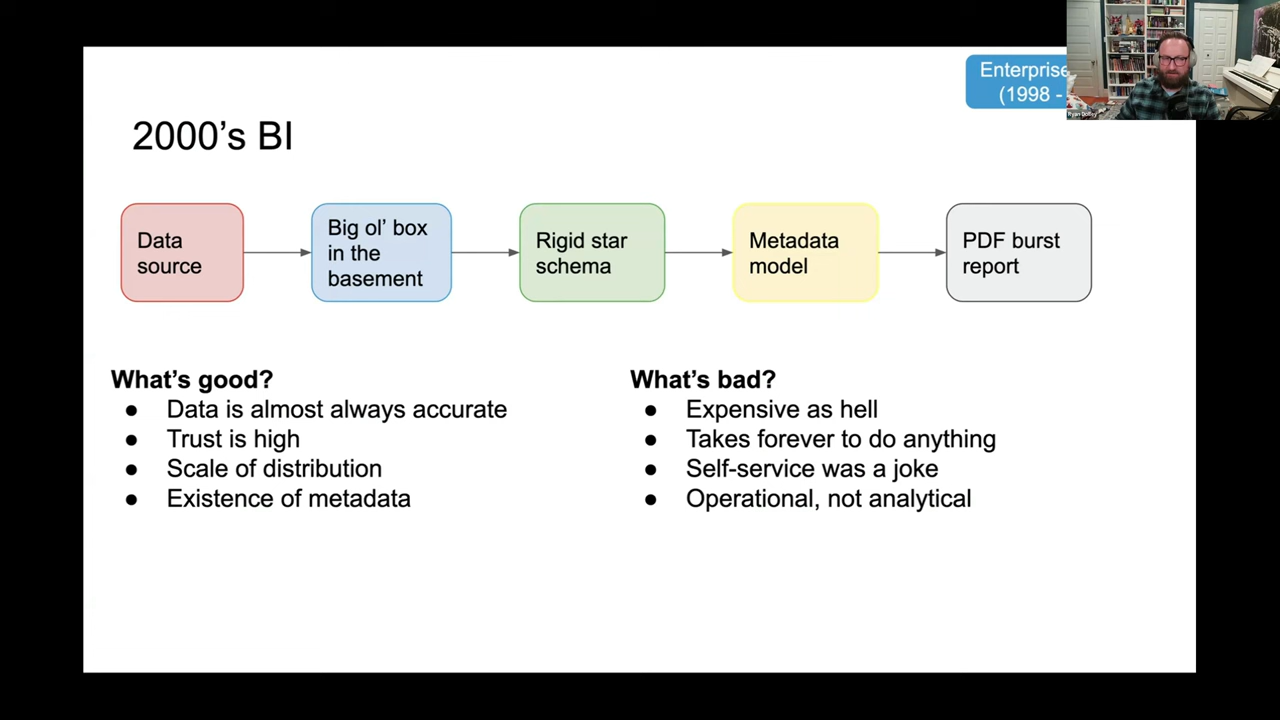 Enterprise
(1998 -
2000's BI
Data
source
Big ol' box
in the
basement
Rigid star
schema
Metadata
model
PDF burst
report
What's good?
● Data is almost always accurate
● Trust is high
● Scale of distribution
● Existence of metadata
What's bad?
● Expensive as hell
● Takes forever to do anything
● Self-service was a joke
● Operational, not analytical
Ryan Dolley